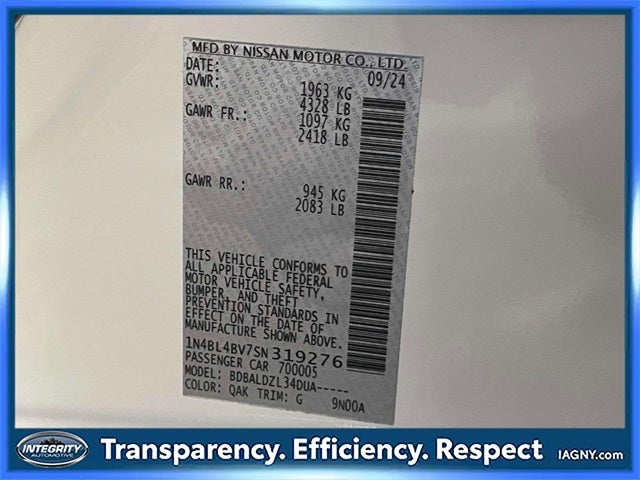 MFD BY NISSAN MOTOR CO., LTD.
DATE: 09/24
GVWR: 1963 KG
4328 LB
GAWR FR.: 1097 KG
2418 LB
GAWR RR.: 945 KG
2083 LB
THIS VEHICLE CONFORMS TO
ALL APPLICABLE FEDERAL
MOTOR VEHICLE SAFETY,
BUMPER, AND THEFT
PREVENTION STANDARDS IN
EFFECT ON THE DATE OF
MANUFACTURE SHOWN ABOVE.
1N4BL4BV7SN319276
PASSENGER CAR 700005
MODEL: BDBALDZL34DUA-----
COLOR: QAK TRIM: G 9N00A
INTEGRITY
AUTOMOTIVE
Transparency. Efficiency. Respect
IAGNY.COM